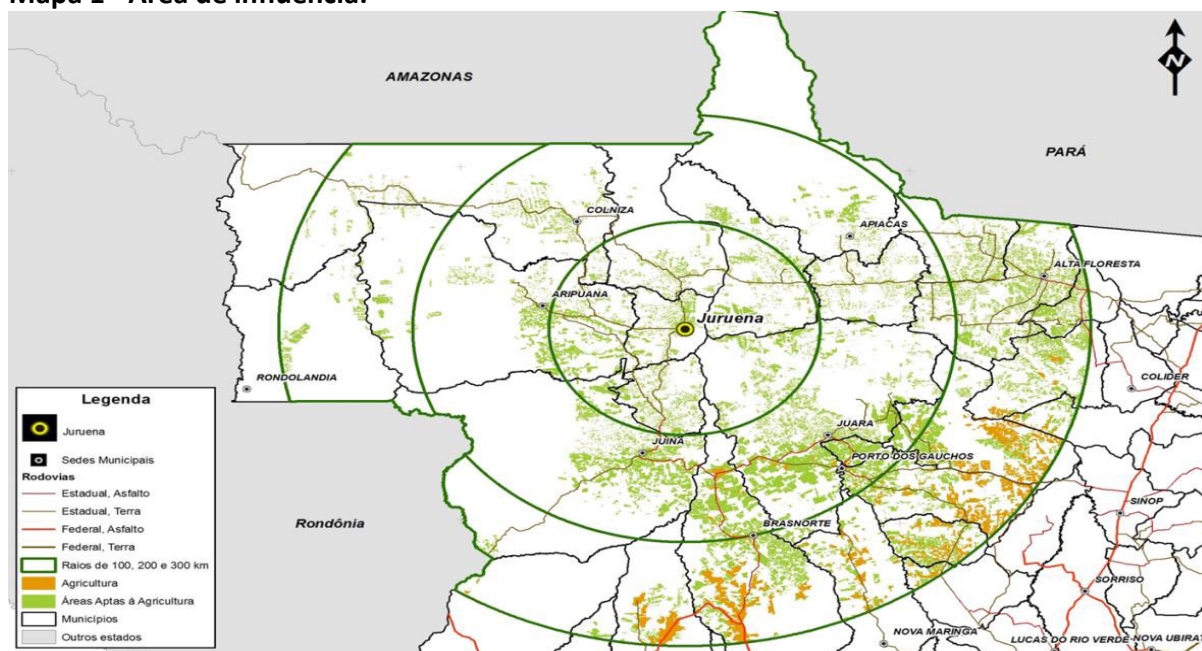 Mapa 1 - Área de Influência.
AMAZONAS
N
PARÁ
COLNIZA
APIACAS
ALTA FLORESTA
ARIPUANA
Juruena
RONDOLANDIA
COLIDER
JUARA
JUINA
PORTO DOS GAUCHOS
SINOP
Rondônia
BRASNORTE
SORRISO
NOVA MARINGA
LUCAS DO RIO VERDE
NOVA UBIRAT
Legenda
Juruena
Sedes Municipais
Rodovias
Estadual, Asfalto
Estadual, Terra
Federal, Asfalto
Federal, Terra
Raios de 100, 200 e 300 km
Agricultura
Áreas Aptas á Agricultura
Municípios
Outros estados